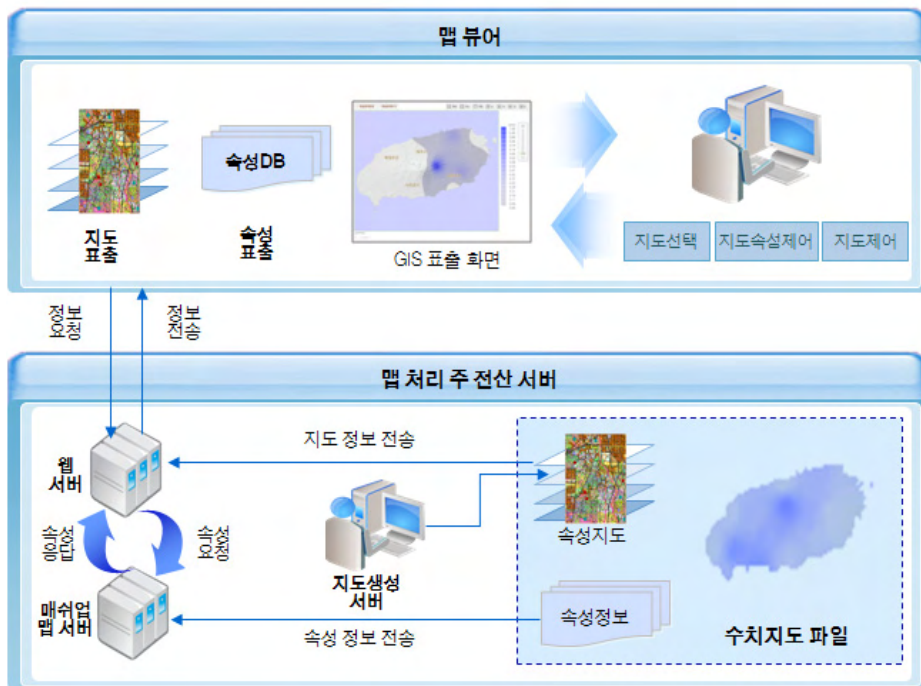 맵 뷰어
속성DB
지도
표출
속성
표출
GIS 표출 화면
지도선택
지도속성제어
지도제어
정보
요청
정보
전송
맵 처리 주 전산 서버
지도 정보 전송
웹
서버
속성
응답
속성
요청
지도생성
서버
속성지도
매쉬업
맵 서버
속성 정보 전송
속성정보
수치지도 파일